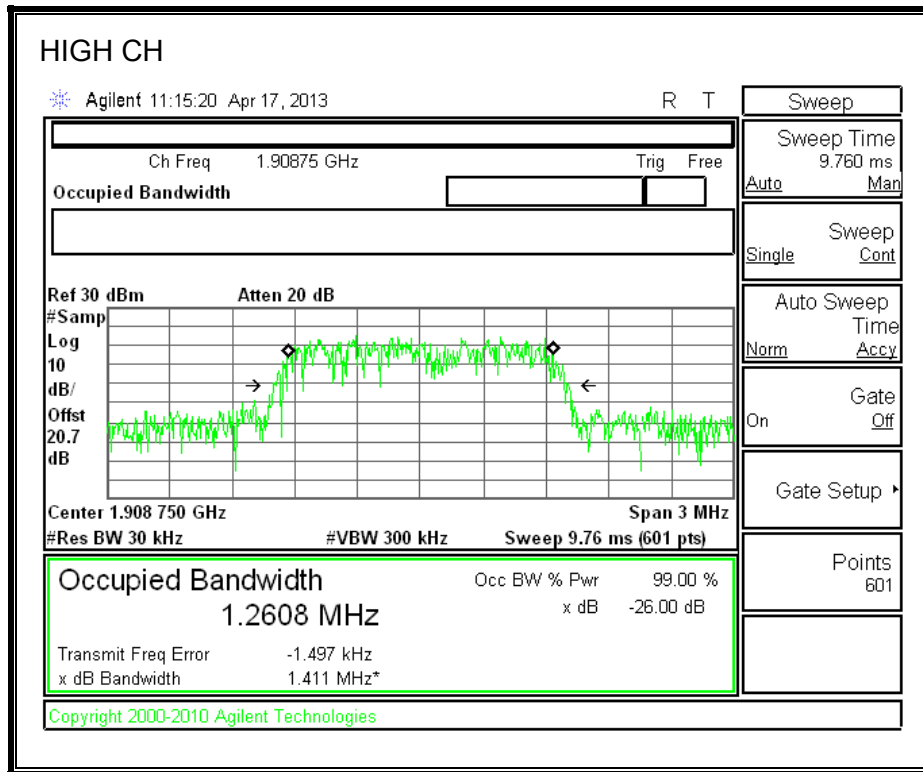 HIGH CH
Agilent 11:15:20 Apr 17, 2013 R T
Sweep
Ch Freq 1.90875 GHz Trig Free
Occupied Bandwidth
Sweep Time
9.760 ms
Auto Man
Sweep
Single Cont
Auto Sweep
Time
Norm Accy
Gate
On Off
Gate Setup
Points
601
Ref 30 dBm Atten 20 dB
#Samp
Log
10
dB/
Offst
20.7
dB
Center 1.908 750 GHz Span 3 MHz
#Res BW 30 kHz #VBW 300 kHz Sweep 9.76 ms (601 pts)
Occupied Bandwidth
1.2608 MHz
Occ BW % Pwr 99.00 %
x dB -26.00 dB
Transmit Freq Error -1.497 kHz
x dB Bandwidth 1.411 MHz*
Copyright 2000-2010 Agilent Technologies